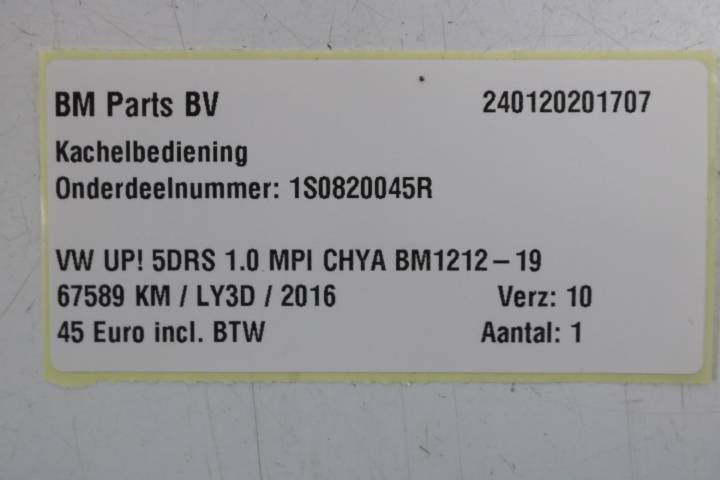 BM Parts BV 240120201707
Kachelbediening
Onderdeelnummer: 1S0820045R
VW UP! 5DRS 1.0 MPI CHYA BM1212-19
67589 KM / LY3D / 2016 Verz: 10
45 Euro incl. BTW Aantal: 1